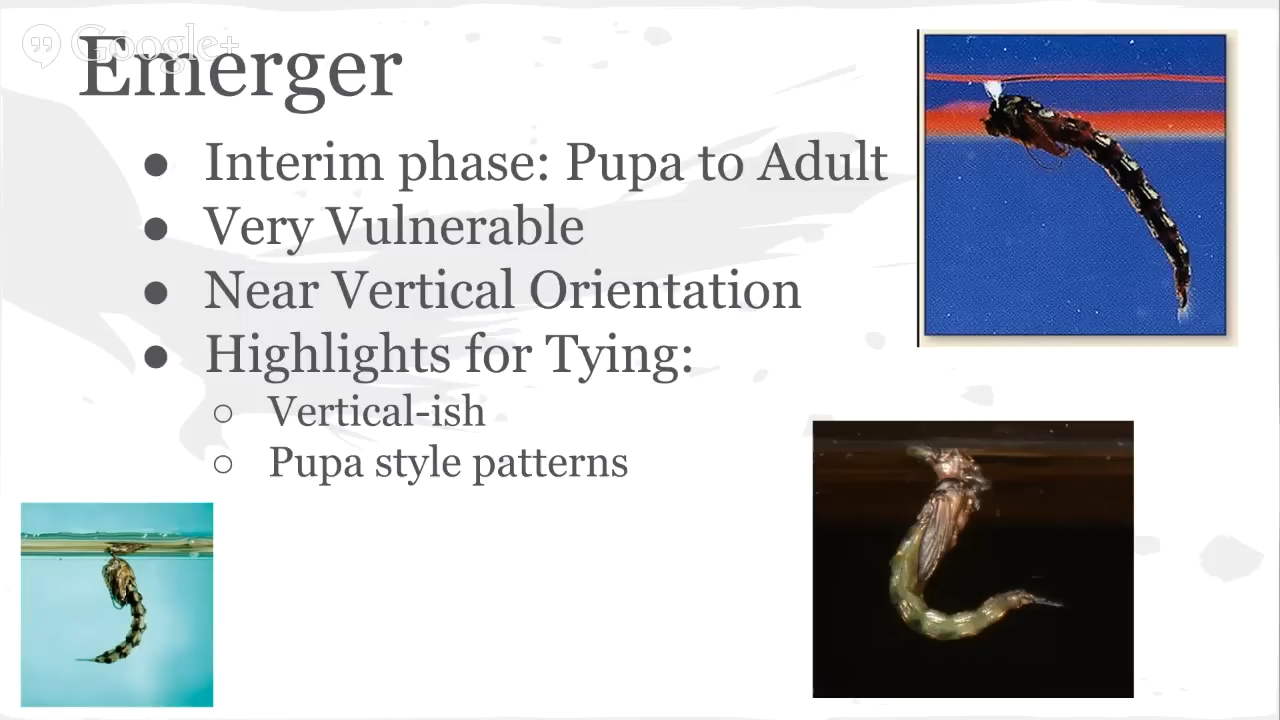 Google+
Emerger
● Interim phase: Pupa to Adult
● Very Vulnerable
● Near Vertical Orientation
● Highlights for Tying:
○ Vertical-ish
○ Pupa style patterns